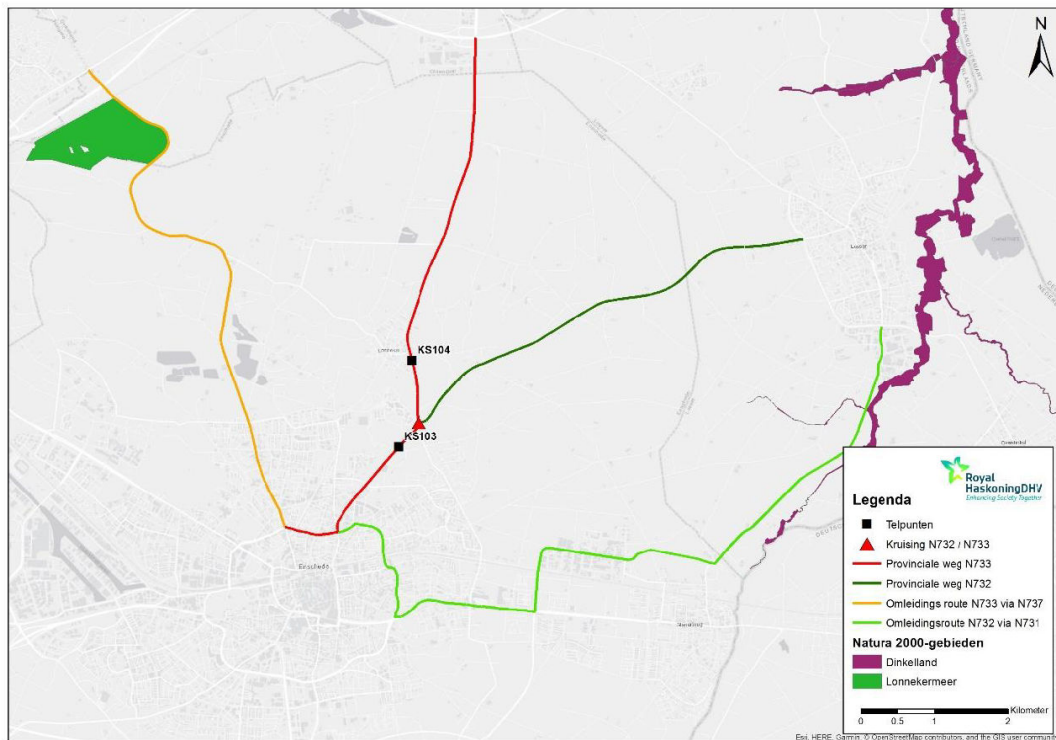 N
KS104
KS103
Losser
Enschede
Royal
HaskoningDHV
Enhancing Society Together
Legenda
Telpunten
Kruising N732 / N733
Provinciale weg N733
Provinciale weg N732
Omleidings route N733 via N737
Omleidingsroute N732 via N731
Natura 2000-gebieden
Dinkelland
Lonnekermeer
Kilometer
0 0.5 1 2
Esri, HERE, Garmin, © OpenStreetMap contributors, and the GIS user community